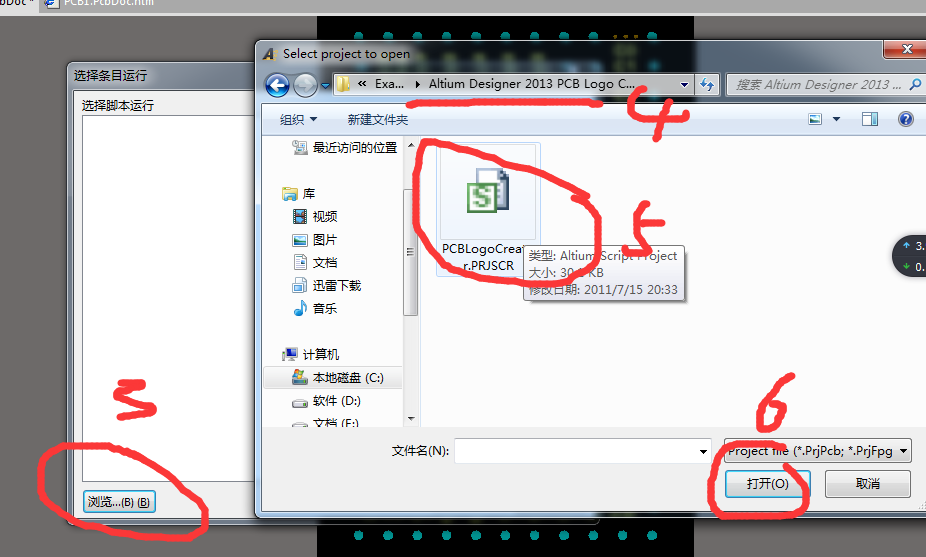 PCB1.PcbDoc.htm
选择条目运行
选择脚本运行
浏览...(B) (B)
Select project to open
« Exa... Altium Designer 2013 PCB Logo C...
搜索 Altium Designer 2013 ...
组织
新建文件夹
最近访问的位置
库
视频
图片
文档
迅雷下载
音乐
计算机
本地磁盘 (C:)
软件 (D:)
文档 (E:)
S
r.PRJSCR
类型: Altium Script Project
大小: 30.
KB
修改日期: 2011/7/15 20:33
文件名(N):
Project file (*.PrjPcb; *.PrjFpg
打开(O)
取消
3.
0.
3
4
5
6